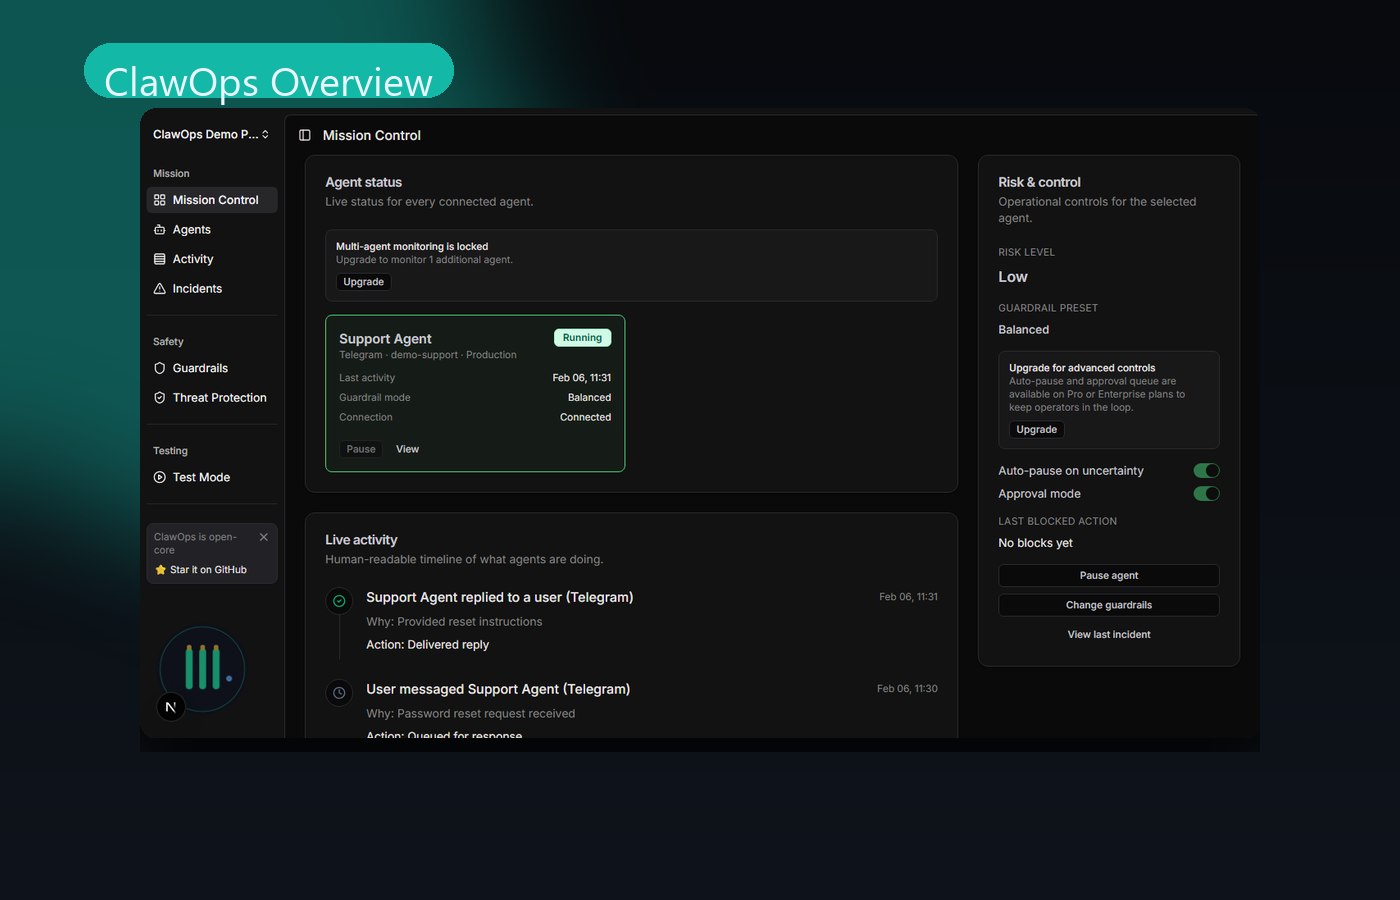 ClawOps Overview
ClawOps Demo P...
Mission
Mission Control
Agents
Activity
Incidents
Safety
Guardrails
Threat Protection
Testing
Test Mode
ClawOps is open-
core
Star it on GitHub
N
Mission Control
Agent status
Live status for every connected agent.
Multi-agent monitoring is locked
Upgrade to monitor 1 additional agent.
Upgrade
Support Agent
Running
Telegram · demo-support · Production
Last activity
Feb 06, 11:31
Guardrail mode
Balanced
Connection
Connected
Pause
View
Live activity
Human-readable timeline of what agents are doing.
Support Agent replied to a user (Telegram)
Feb 06, 11:31
Why: Provided reset instructions
Action: Delivered reply
User messaged Support Agent (Telegram)
Feb 06, 11:30
Why: Password reset request received
Action: Queued for response
Risk & control
Operational controls for the selected
agent.
RISK LEVEL
Low
GUARDRAIL PRESET
Balanced
Upgrade for advanced controls
Auto-pause and approval queue are
available on Pro or Enterprise plans to
keep operators in the loop.
Upgrade
Auto-pause on uncertainty
Approval mode
LAST BLOCKED ACTION
No blocks yet
Pause agent
Change guardrails
View last incident